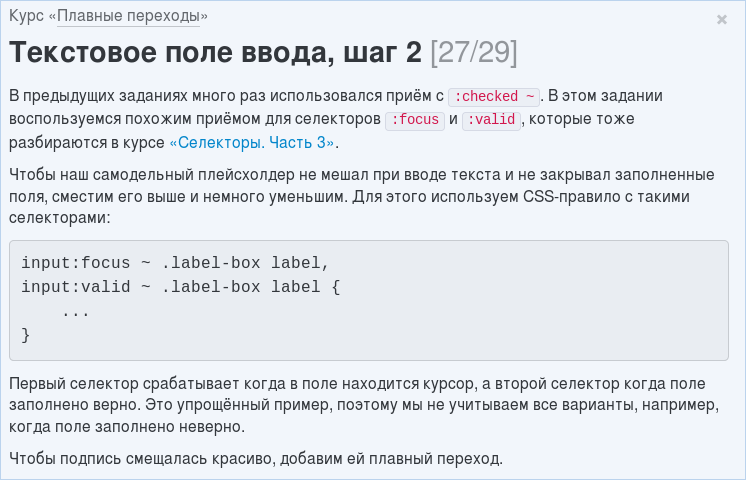 Курс «Плавные переходы»
×
Текстовое поле ввода, шаг 2 [27/29]
В предыдущих заданиях много раз использовался приём с :checked ~. В этом задании
воспользуемся похожим приёмом для селекторов :focus и :valid, которые тоже
разбираются в курсе «Селекторы. Часть 3».
Чтобы наш самодельный плейсхолдер не мешал при вводе текста и не закрывал заполненные
поля, сместим его выше и немного уменьшим. Для этого используем CSS-правило с такими
селекторами:
input:focus ~ .label-box label,
input:valid ~ .label-box label {
    ...
}
Первый селектор срабатывает когда в поле находится курсор, а второй селектор когда поле
заполнено верно. Это упрощённый пример, поэтому мы не учитываем все варианты, например,
когда поле заполнено неверно.
Чтобы подпись смещалась красиво, добавим ей плавный переход.